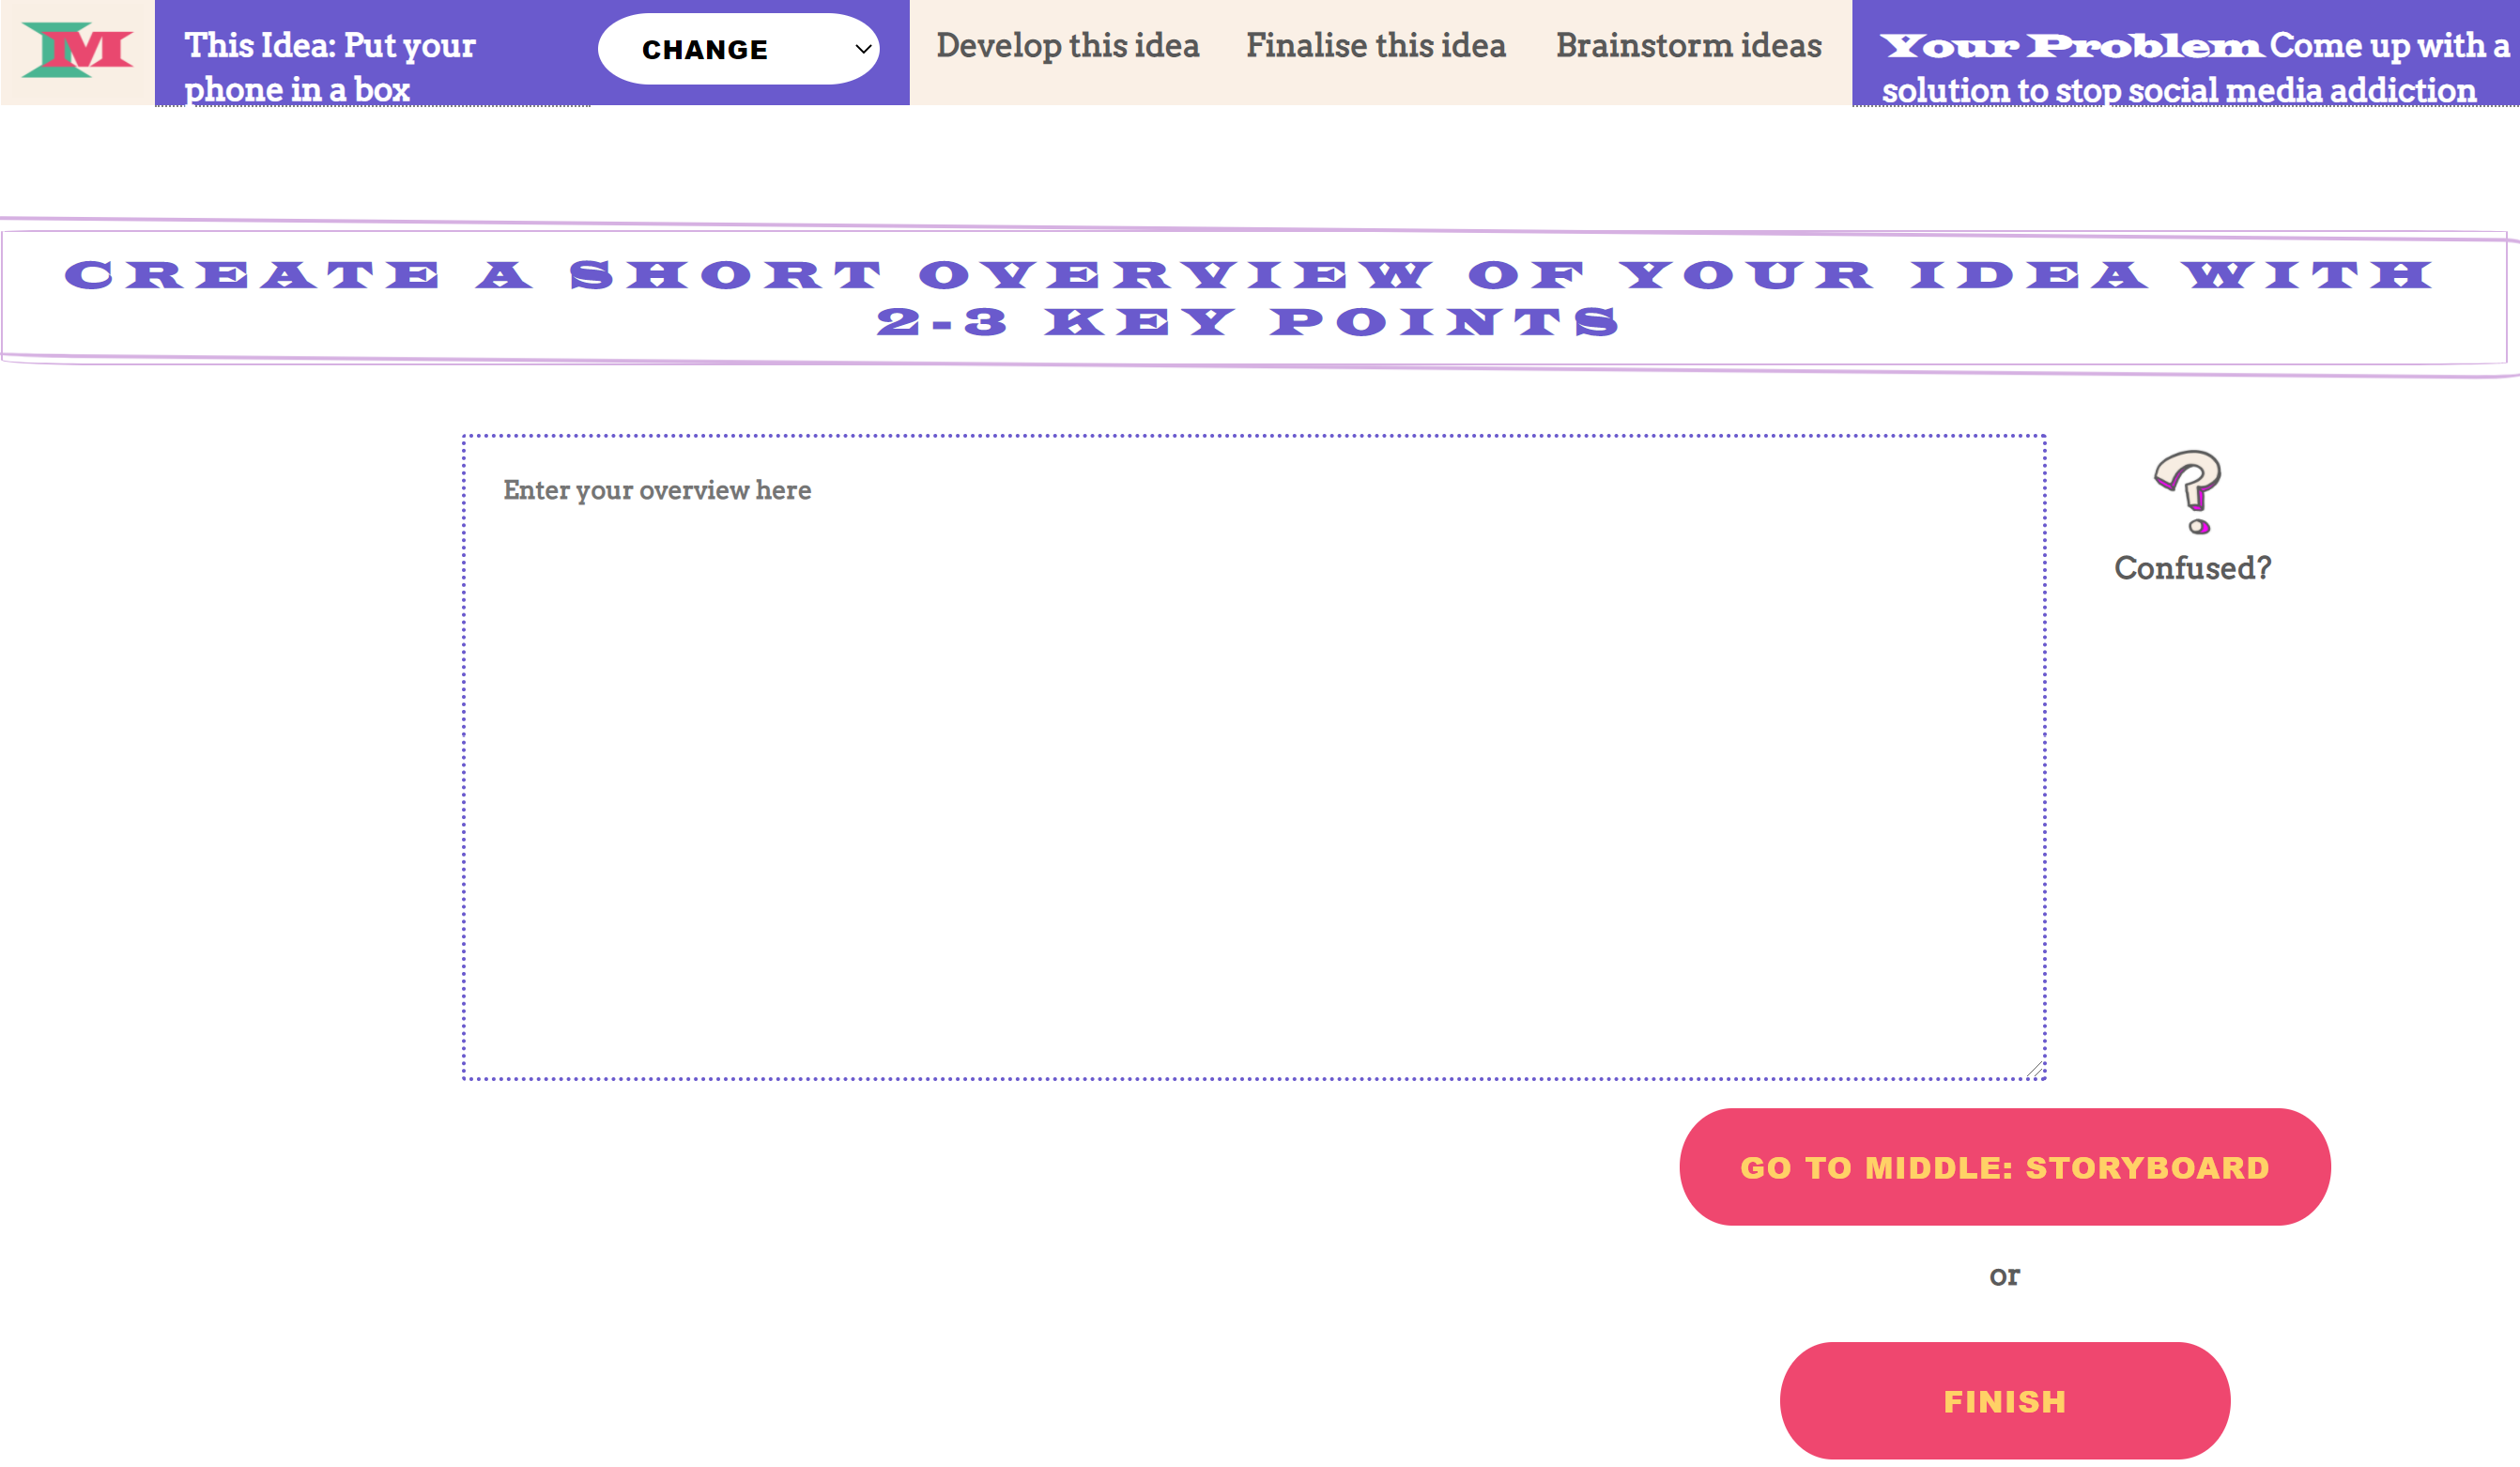 IM
This Idea: Put your
phone in a box
CHANGE
Develop this idea
Finalise this idea
Brainstorm ideas
Your Problem Come up with a
solution to stop social media addiction
CREATE A SHORT OVERVIEW OF YOUR IDEA WITH
2-3 KEY POINTS
Enter your overview here
?
Confused?
GO TO MIDDLE: STORYBOARD
or
FINISH